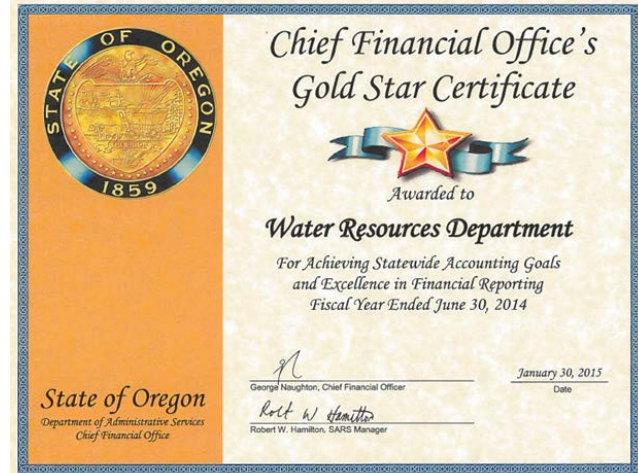 STATE OF OREGON
1859
Chief Financial Office's
Gold Star Certificate
Awarded to
Water Resources Department
For Achieving Statewide Accounting Goals
and Excellence in Financial Reporting
Fiscal Year Ended June 30, 2014
George Naughton, Chief Financial Officer
January 30, 2015
Date
Rolf W Hamilton
Robert W. Hamilton, SARS Manager
State of Oregon
Department of Administrative Services
Chief Financial Office